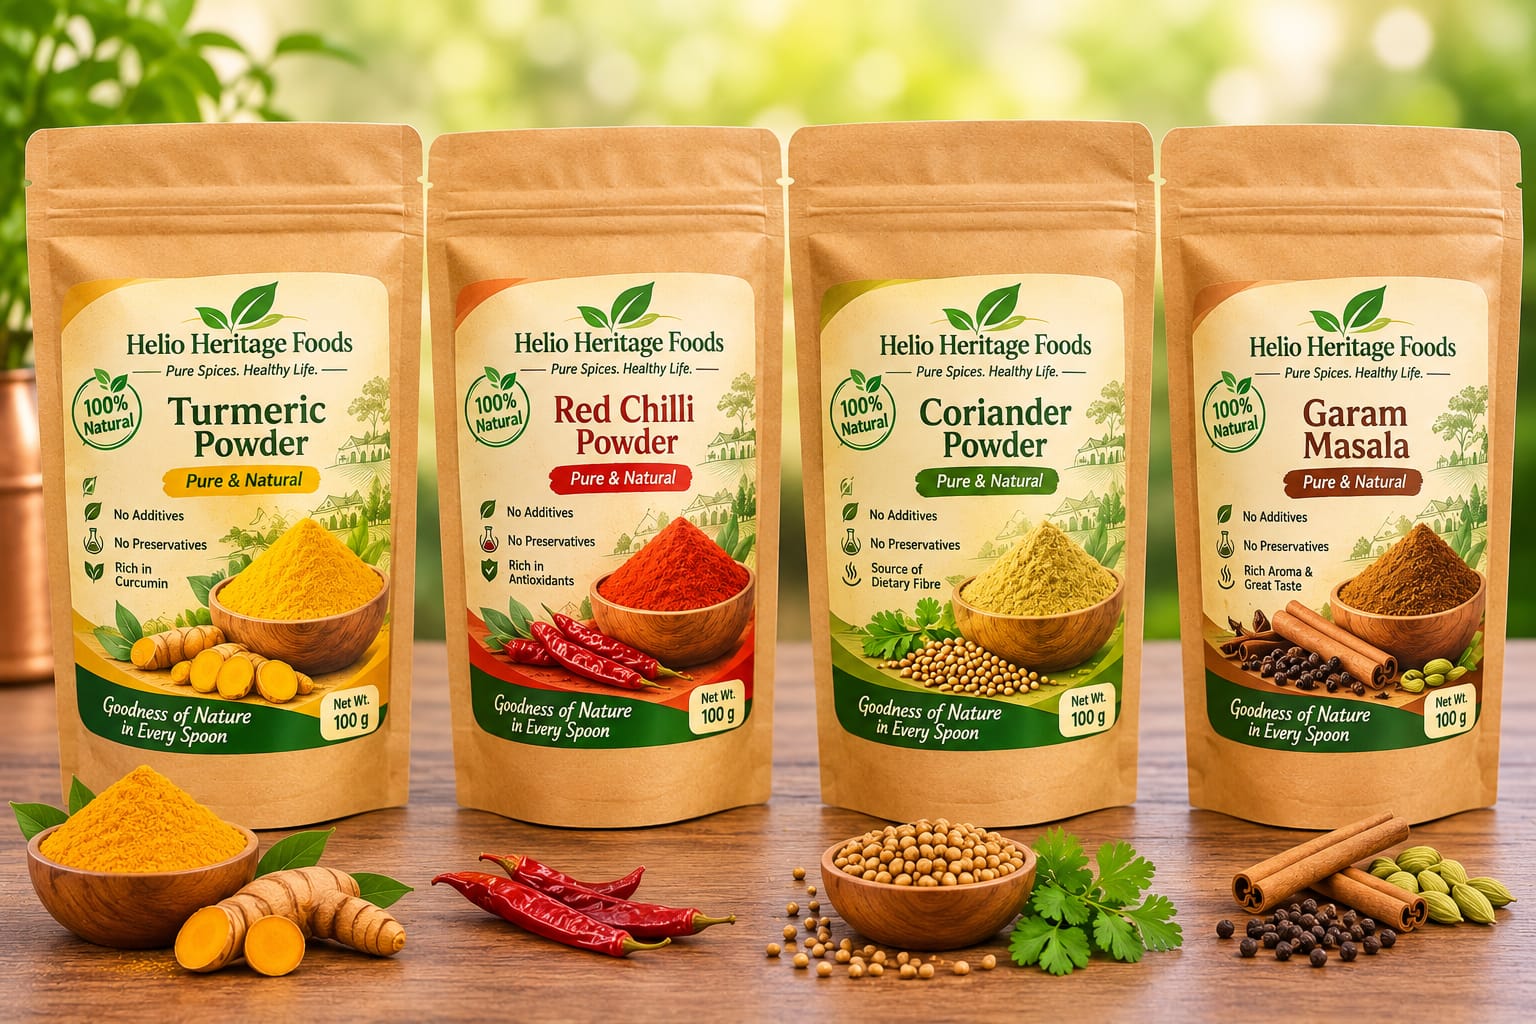 Helio Heritage Foods
Pure Spices. Healthy Life.
100%
Natural
Turmeric
Powder
Pure & Natural
No Additives
No Preservatives
Rich in
Curcumin
Goodness of Nature
in Every Spoon
Net Wt.
100 g
Helio Heritage Foods
Pure Spices. Healthy Life.
100%
Natural
Red Chilli
Powder
Pure & Natural
No Additives
No Preservatives
Rich in
Antioxidants
Goodness of Nature
in Every Spoon
Net Wt.
100 g
Helio Heritage Foods
Pure Spices. Healthy Life.
100%
Natural
Coriander
Powder
Pure & Natural
No Additives
No Preservatives
Source of
Dietary Fibre
Goodness of Nature
in Every Spoon
Net Wt.
100 g
Helio Heritage Foods
Pure Spices. Healthy Life.
100%
Natural
Garam
Masala
Pure & Natural
No Additives
No Preservatives
Rich Aroma &
Great Taste
Goodness of Nature
in Every Spoon
Net Wt.
100 g